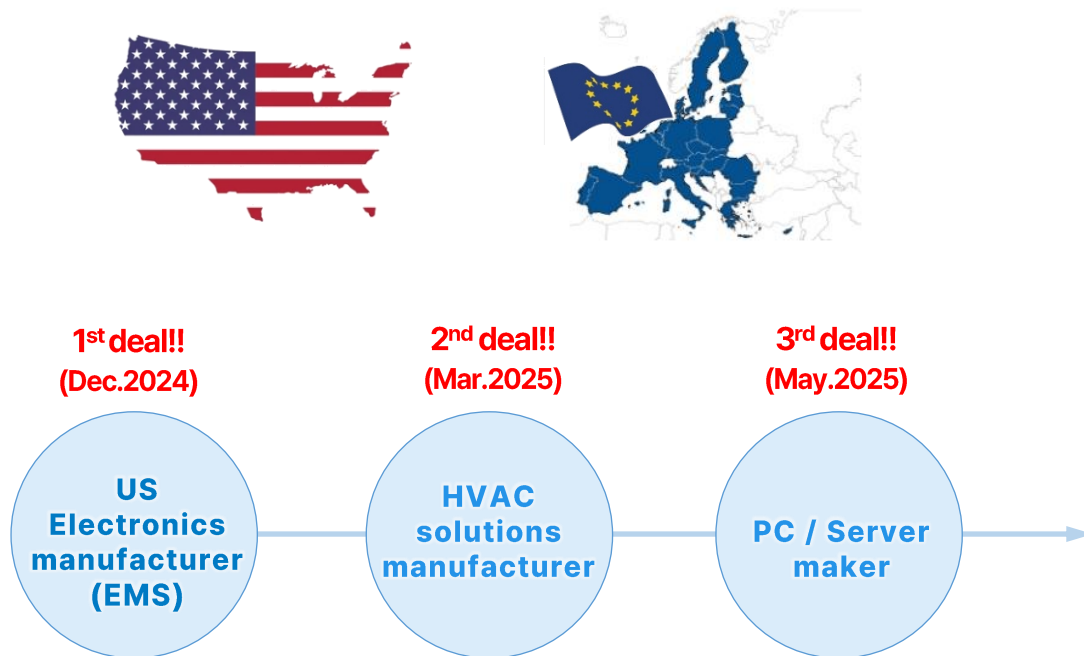 1st deal!!
(Dec.2024)
2nd deal!!
(Mar.2025)
3rd deal!!
(May.2025)
US
Electronics
manufacturer
(EMS)
HVAC
solutions
manufacturer
PC / Server
maker